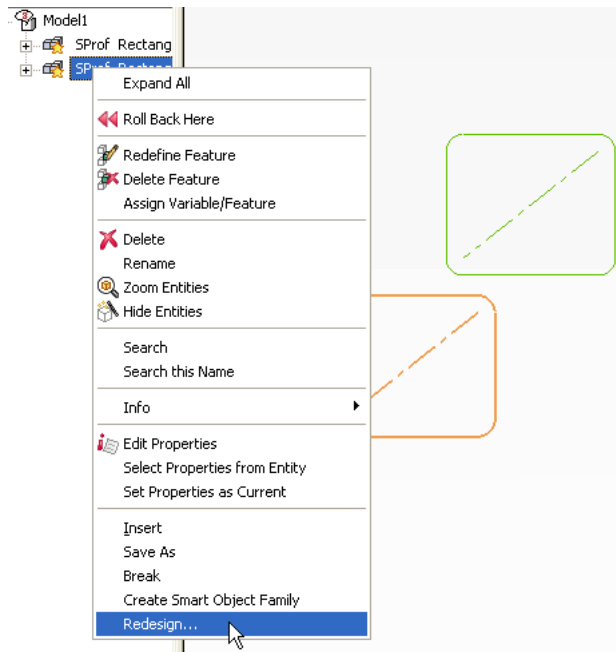 Model1
SProf Rectang
SProf Rectang
Expand All
Roll Back Here
Redefine Feature
Delete Feature
Assign Variable/Feature
Delete
Rename
Zoom Entities
Hide Entities
Search
Search this Name
Info
Edit Properties
Select Properties from Entity
Set Properties as Current
Insert
Save As
Break
Create Smart Object Family
Redesign...